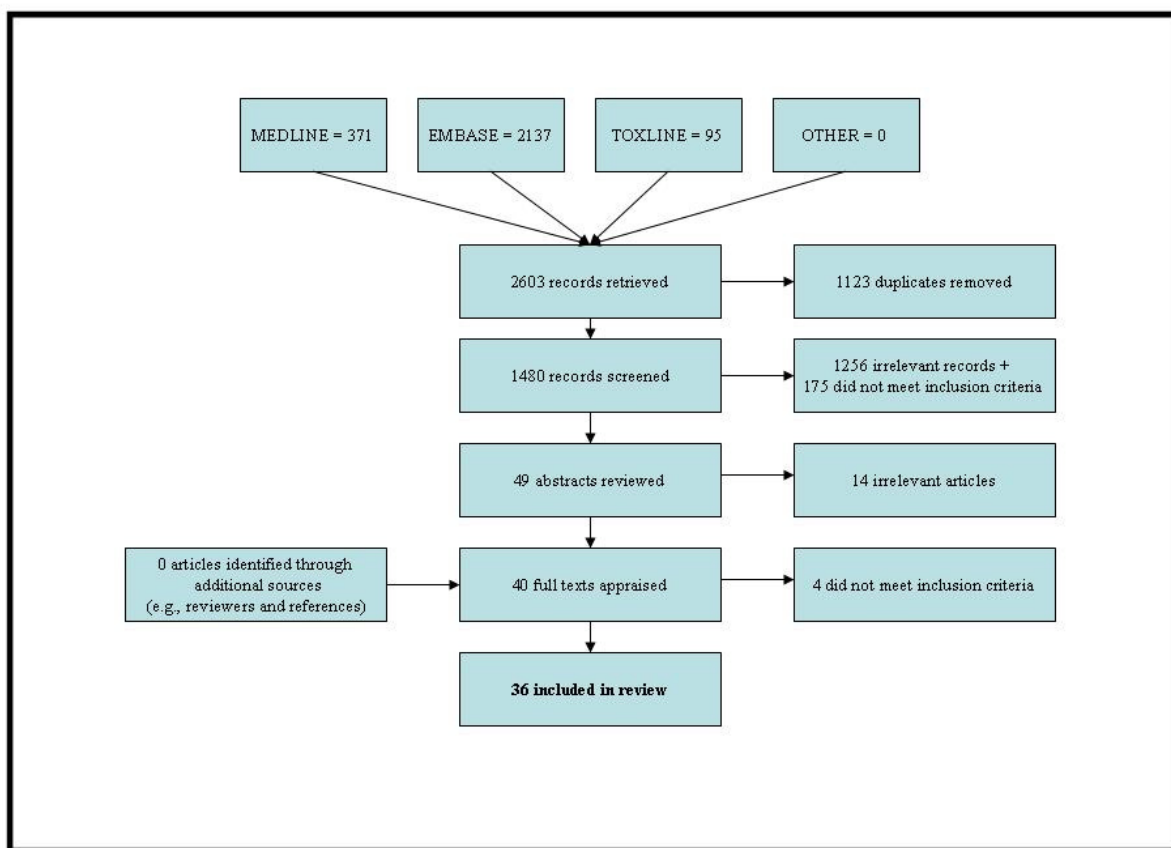 MEDLINE = 371
EMBASE = 2137
TOXLINE = 95
OTHER = 0
2603 records retrieved
1123 duplicates removed
1480 records screened
1256 irrelevant records +
175 did not meet inclusion criteria
49 abstracts reviewed
14 irrelevant articles
0 articles identified through
additional sources
(e.g., reviewers and references)
40 full texts appraised
4 did not meet inclusion criteria
36 included in review